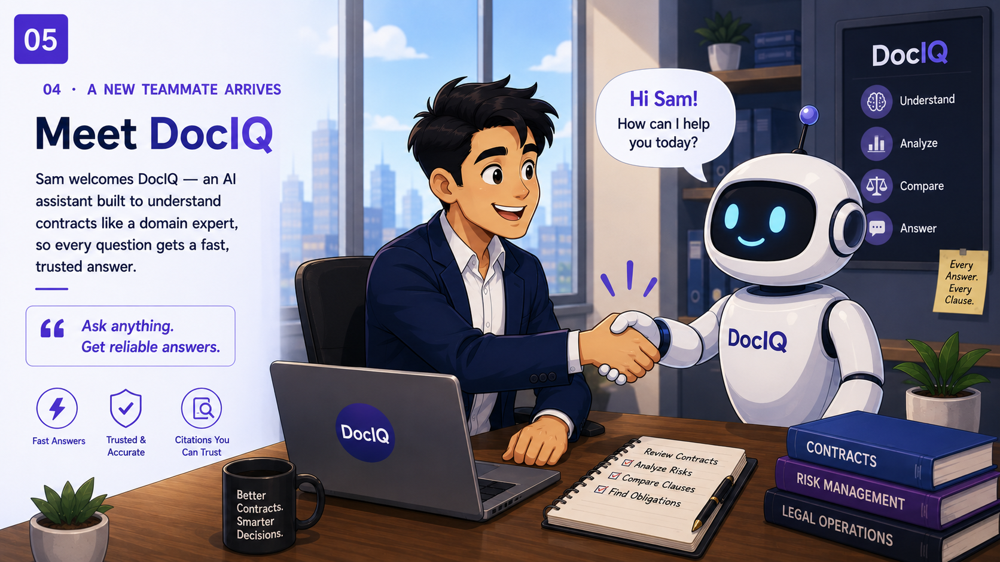 05
04 · A NEW TEAMMATE ARRIVES
Meet DocIQ
Sam welcomes DocIQ — an AI
assistant built to understand
contracts like a domain expert,
so every question gets a fast,
trusted answer.
“ Ask anything.
Get reliable answers.
Fast Answers
Trusted &
Accurate
Citations You
Can Trust
Hi Sam!
How can I help
you today?
DocIQ
Understand
Analyze
Compare
Answer
Every
Answer.
Every
Clause.
DocIQ
DocIQ
Better
Contracts.
Smarter
Decisions.
Review Contracts
Analyze Risks
Compare Clauses
Find Obligations
CONTRACTS
RISK MANAGEMENT
LEGAL OPERATIONS